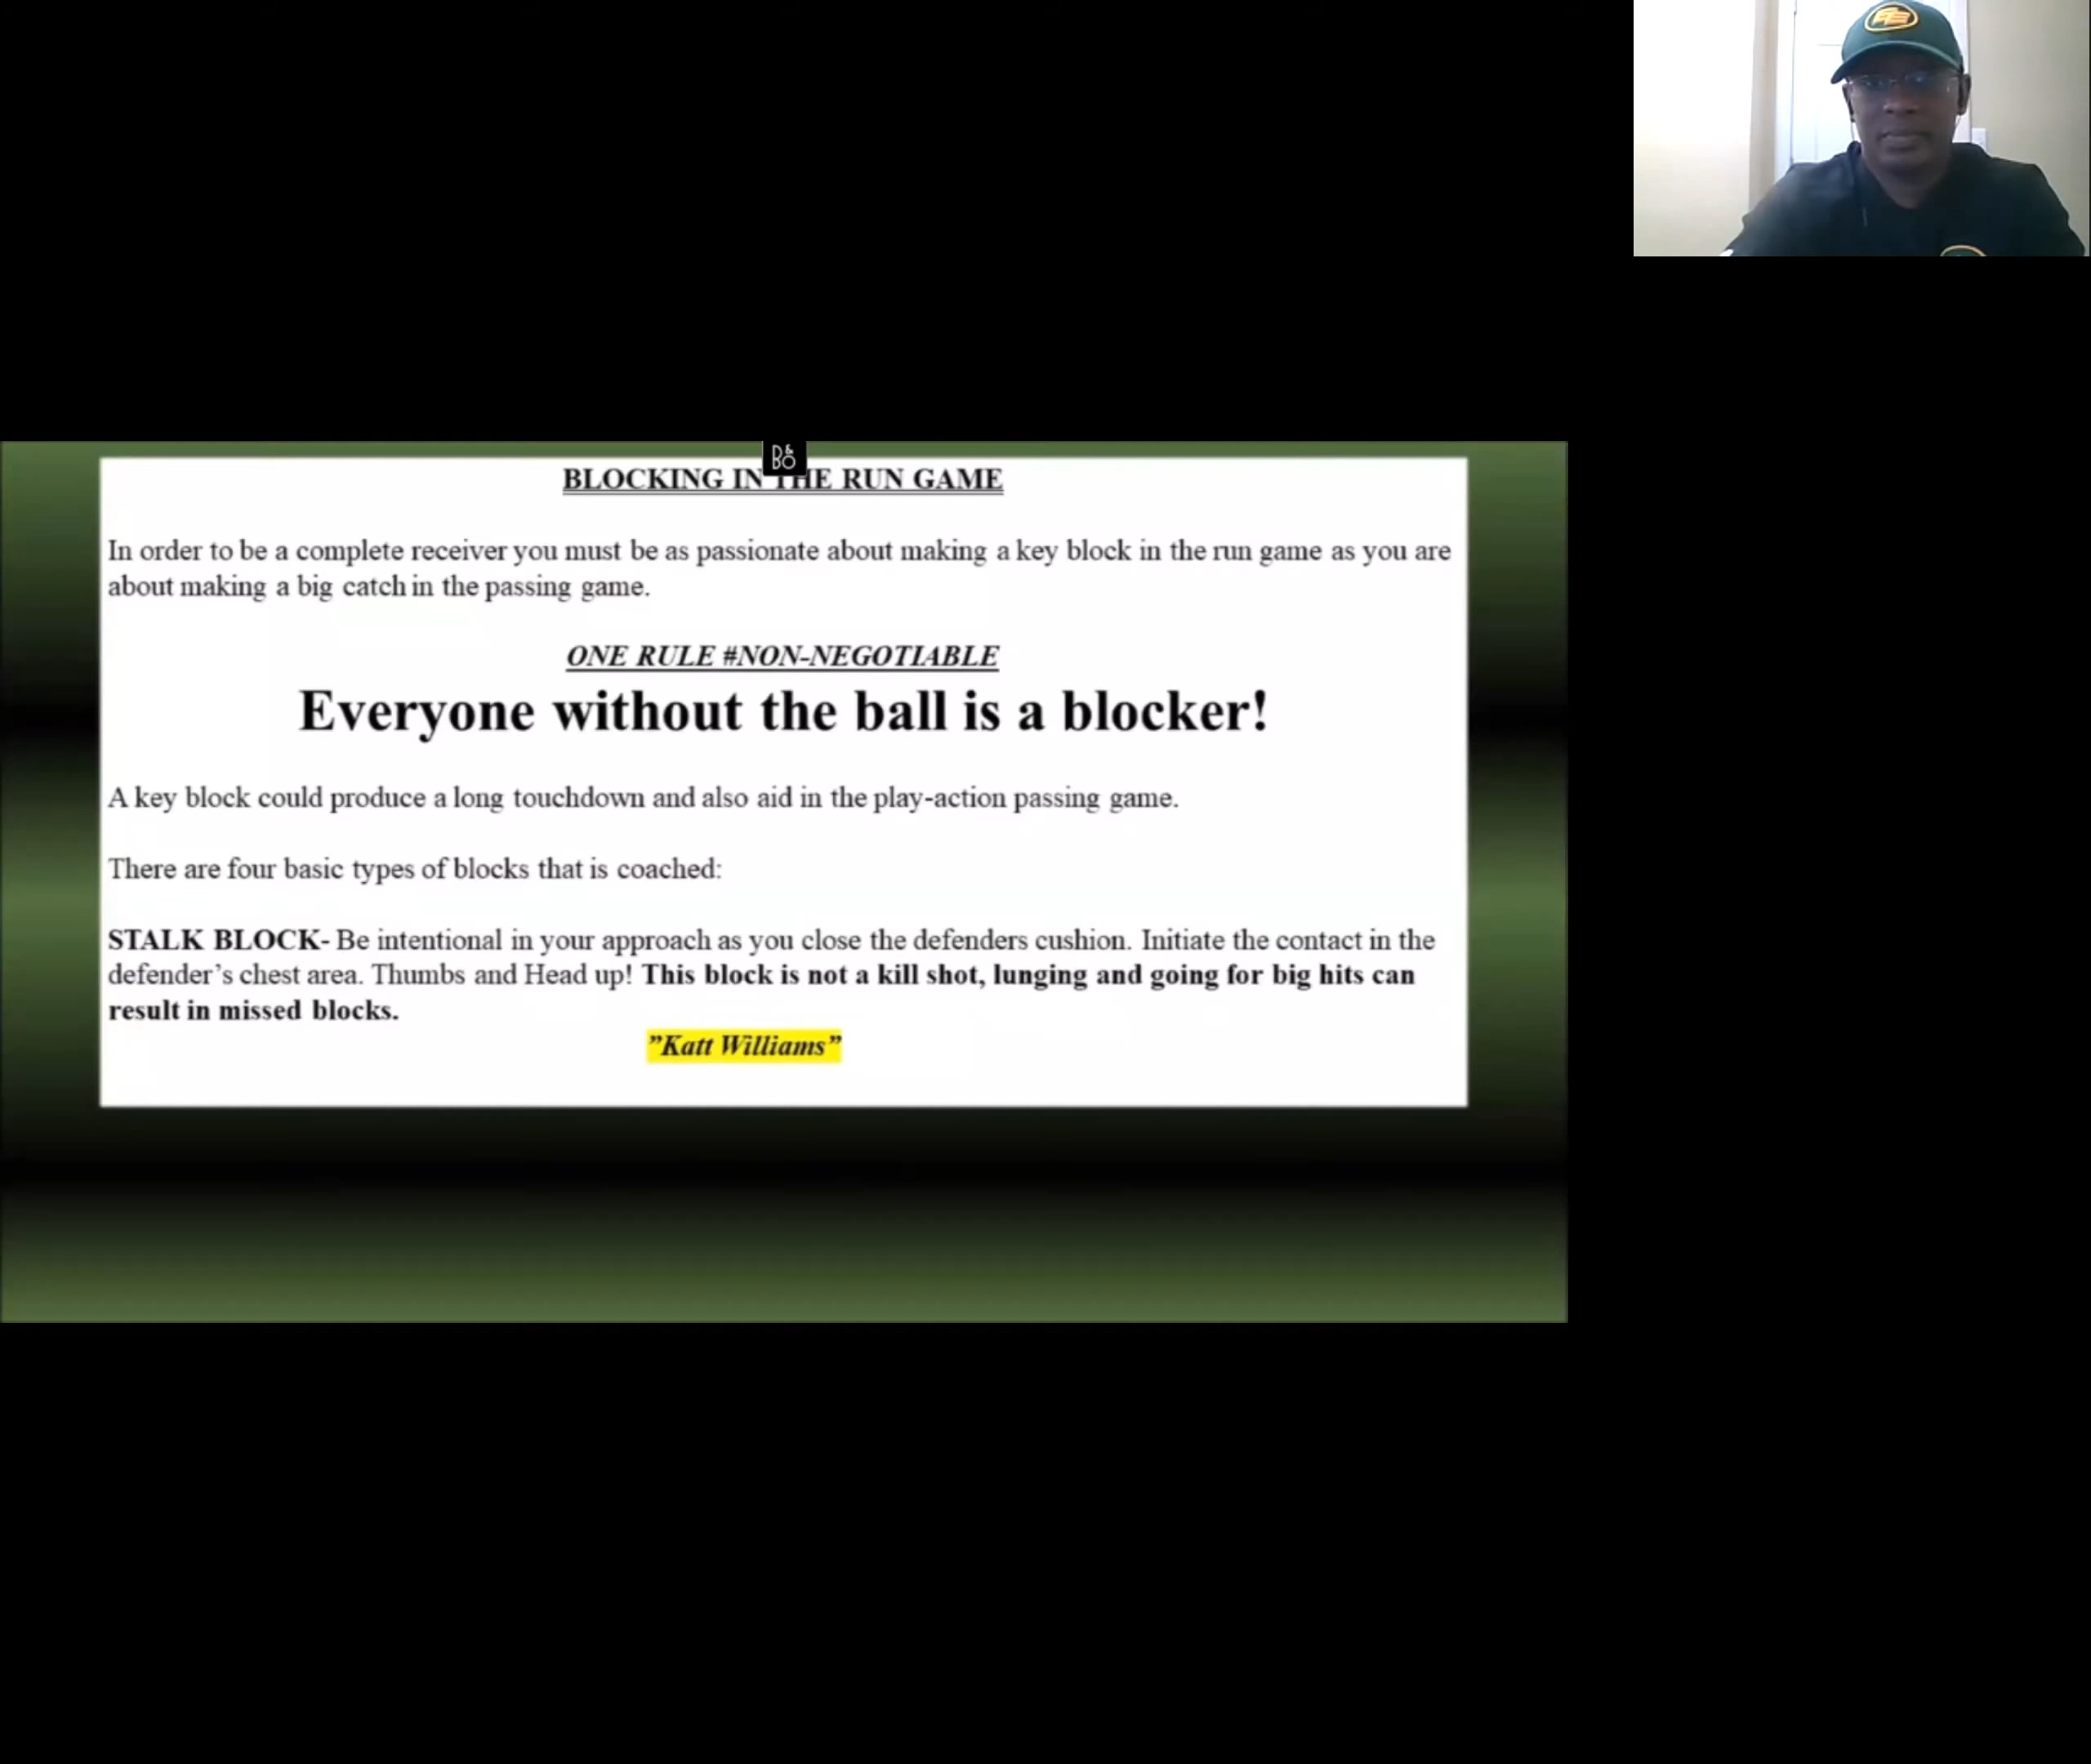 BLOCKING IN THE RUN GAME
In order to be a complete receiver you must be as passionate about making a key block in the run game as you are
about making a big catch in the passing game.
ONE RULE #NON-NEGOTIABLE
Everyone without the ball is a blocker!
A key block could produce a long touchdown and also aid in the play-action passing game.
There are four basic types of blocks that is coached:
STALK BLOCK- Be intentional in your approach as you close the defenders cushion. Initiate the contact in the
defender’s chest area. Thumbs and Head up! This block is not a kill shot, lunging and going for big hits can
result in missed blocks.
”Katt Williams”
B&O
EE